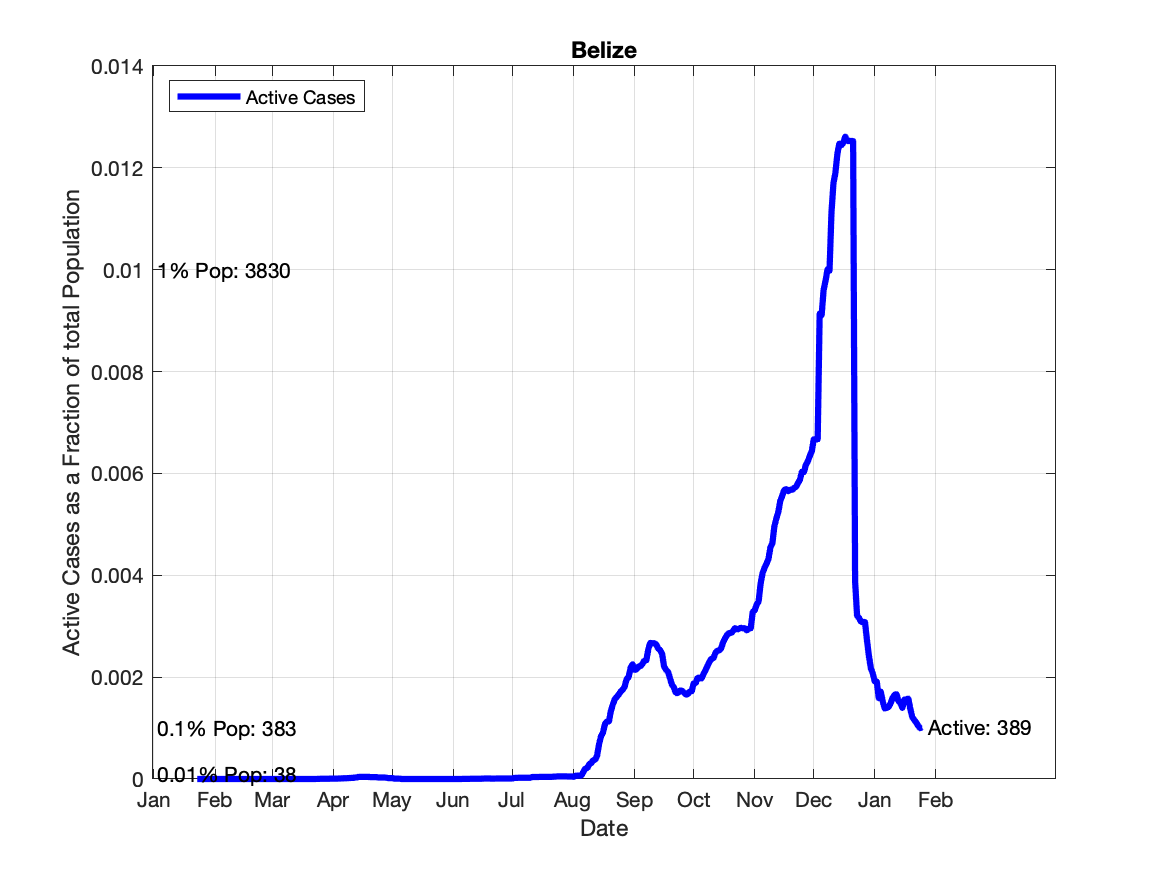 Belize
0.014
Active Cases
0.012
0.01
1% Pop: 3830
0.008
0.006
0.004
0.002
0.1% Pop: 383
Active: 389
0
0.01% Pop: 38
Jan Feb Mar Apr May Jun Jul Aug Sep Oct Nov Dec Jan Feb
Date
Active Cases as a Fraction of total Population